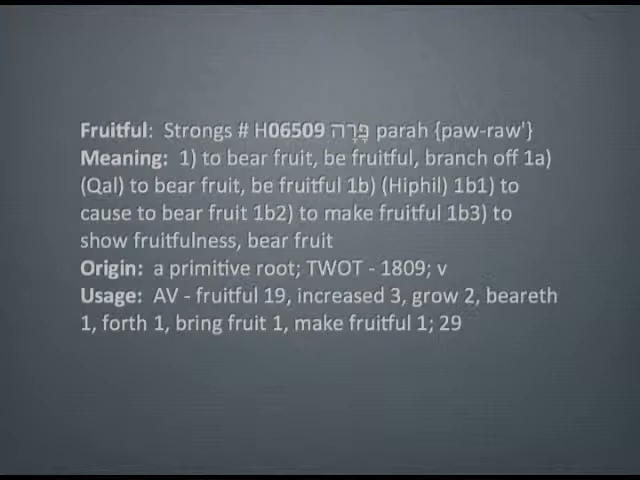 Fruitful: Strongs # H06509 פָּרָה parah {paw-raw'}
Meaning: 1) to bear fruit, be fruitful, branch off 1a)
(Qal) to bear fruit, be fruitful 1b) (Hiphil) 1b1) to
cause to bear fruit 1b2) to make fruitful 1b3) to
show fruitfulness, bear fruit
Origin: a primitive root; TWOT - 1809; v
Usage: AV - fruitful 19, increased 3, grow 2, beareth
1, forth 1, bring fruit 1, make fruitful 1; 29